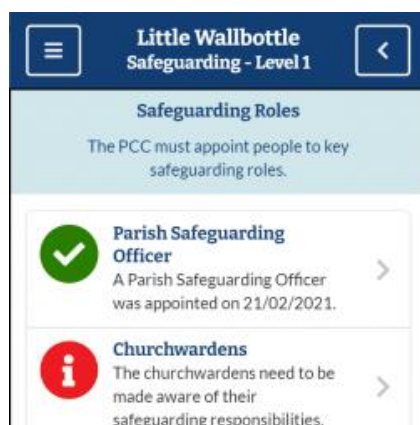 Little Wallbottle
Safeguarding - Level 1
Safeguarding Roles
The PCC must appoint people to key
safeguarding roles.
Parish Safeguarding
Officer
A Parish Safeguarding Officer
was appointed on 21/02/2021.
Churchwardens
The churchwardens need to be
made aware of their
safeguarding responsibilities.